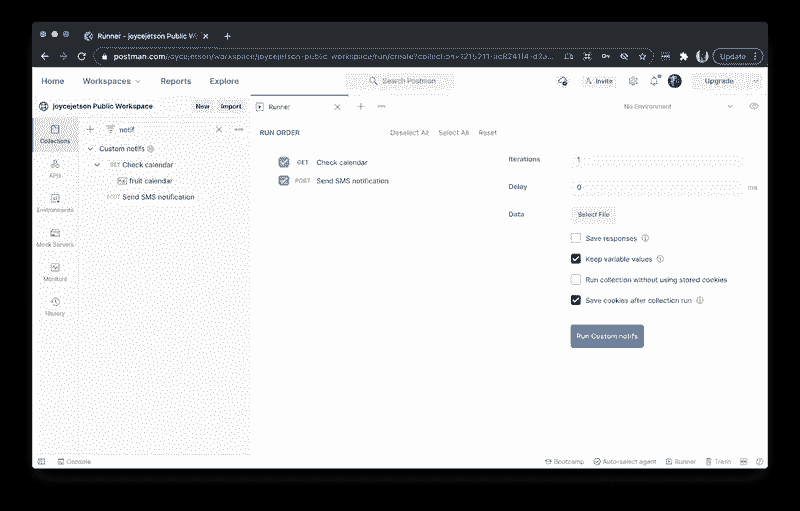 Runner - joycejetson Public W
postman.com/joycejetson/workspace/joycejetson-public-workspace/run/create?collection=
Update
Home Workspaces Reports Explore
Search Postman
Invite
Upgrade
joycejetson Public Workspace
New Import
Runner
No Environment
Collections
APIs
Environments
Mock Servers
Monitors
History
notif
Custom notifs
GET Check calendar
fruit calendar
POST Send SMS notification
RUN ORDER
Deselect All Select All Reset
GET Check calendar
POST Send SMS notification
Iterations 1
Delay 0 ms
Data Select File
Save responses
Keep variable values
Run collection without using stored cookies
Save cookies after collection run
Run Custom notifs
Console
Bootcamp Auto-select agent Runner Trash